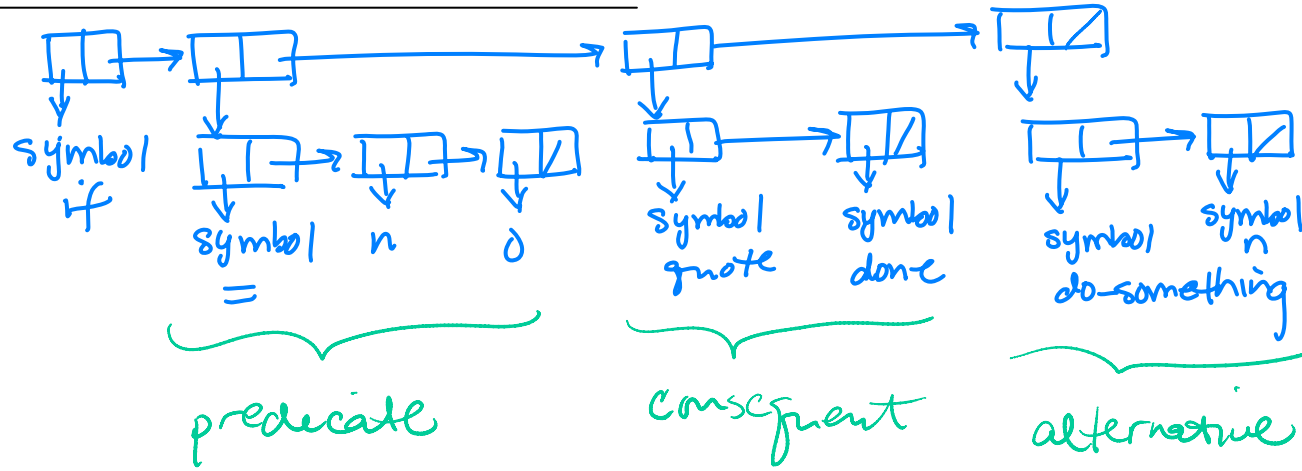 symbol
if
symbol
=
n
0
symbol
quote
symbol
done
symbol
do-something
symbol
n
predicate
consequent
alternative